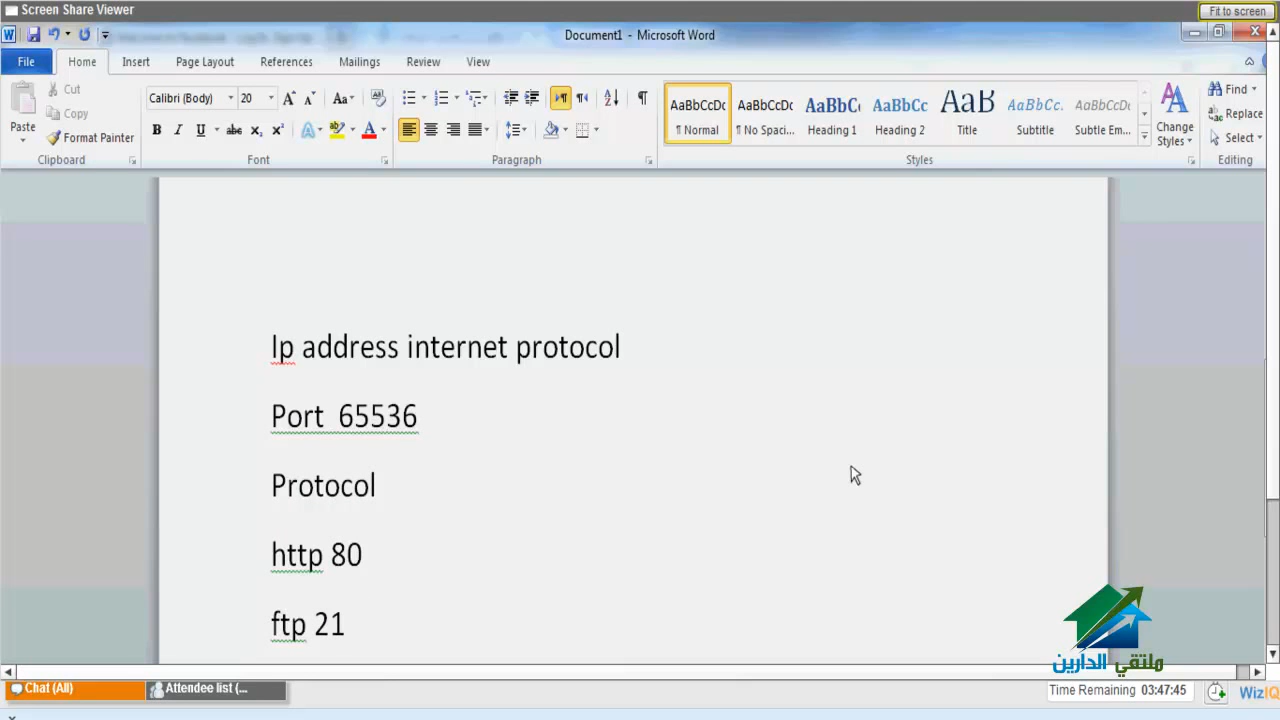 Screen Share Viewer
Fit to screen
Document1 - Microsoft Word
File Home Insert Page Layout References Mailings Review View
Cut
Copy
Paste
Format Painter
Calibri (Body) 20
AaBbCcDc AaBbCcDc AaBbCc AaBbCc AaB AaBbCc. AaBbCcDc
¶ Normal ¶ No Spaci... Heading 1 Heading 2 Title Subtitle Subtle Em...
Change Styles
Find
Replace
Select
Clipboard Font Paragraph Styles Editing
Ip address internet protocol
Port 65536
Protocol
http 80
ftp 21
ملتقي الدارين
Chat (All) Attendee list (...
Time Remaining 03:47:45
WizIQ